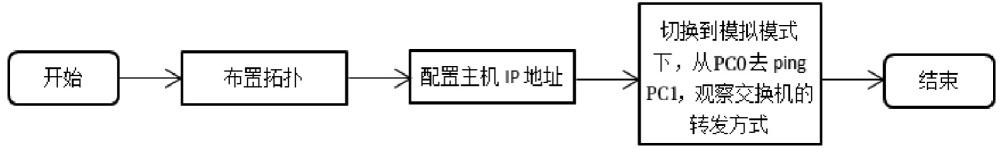 开始
布置拓扑
配置主机 IP 地址
切换到模拟模式
下，从PC0去 ping
PC1，观察交换机的
转发方式
结束